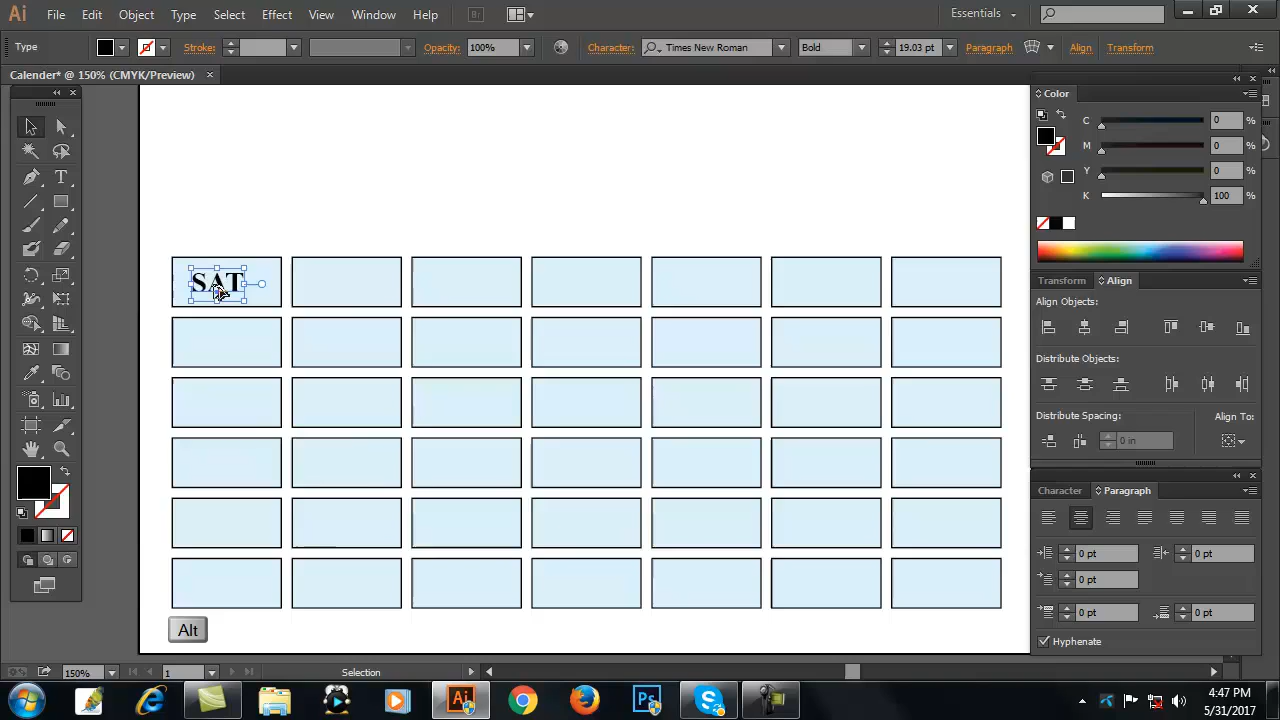 Ai File Edit Object Type Select Effect View Window Help Br Essentials
Type Stroke: Opacity: 100% Character: Times New Roman Bold 19.03 pt Paragraph Align Transform
Calender* @ 150% (CMYK/Preview)
Color
C 0 %
M 0 %
Y 0 %
K 100 %
SAT
Transform Align
Align Objects:
Distribute Objects:
Distribute Spacing: Align To:
0 in
Character Paragraph
0 pt 0 pt
0 pt
0 pt 0 pt
Hyphenate
Alt
150% 1 Selection
Ai Ps
4:47 PM
5/31/2017